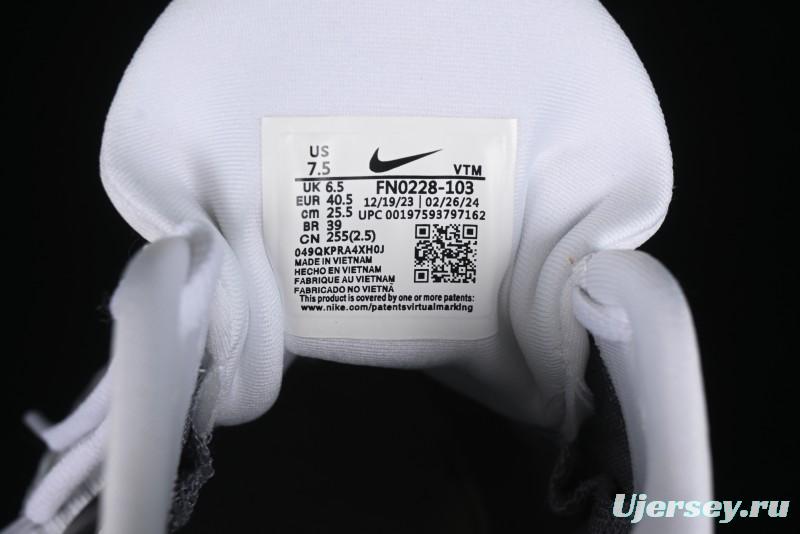 US
7.5
VTM
UK 6.5
EUR 40.5
cm 25.5
BR 39
CN 255(2.5)
FN0228-103
12/19/23 | 02/26/24
UPC 00197593797162
049QKPRA4XH0J
MADE IN VIETNAM
HECHO EN VIETNAM
FABRIQUE AU VIETNAM
FABRICADO NO VIETNÃ
This product is covered by one or more patents:
www.nike.com/patentsvirtualmarking
Ujersey.ru